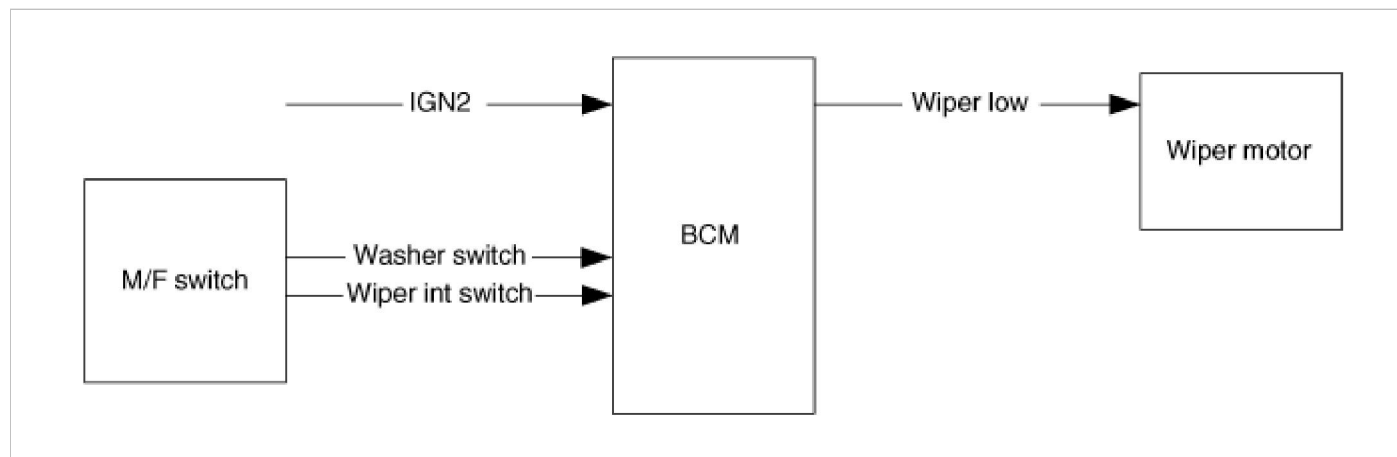 IGN2
Wiper low
Wiper motor
BCM
M/F switch
Washer switch
Wiper int switch